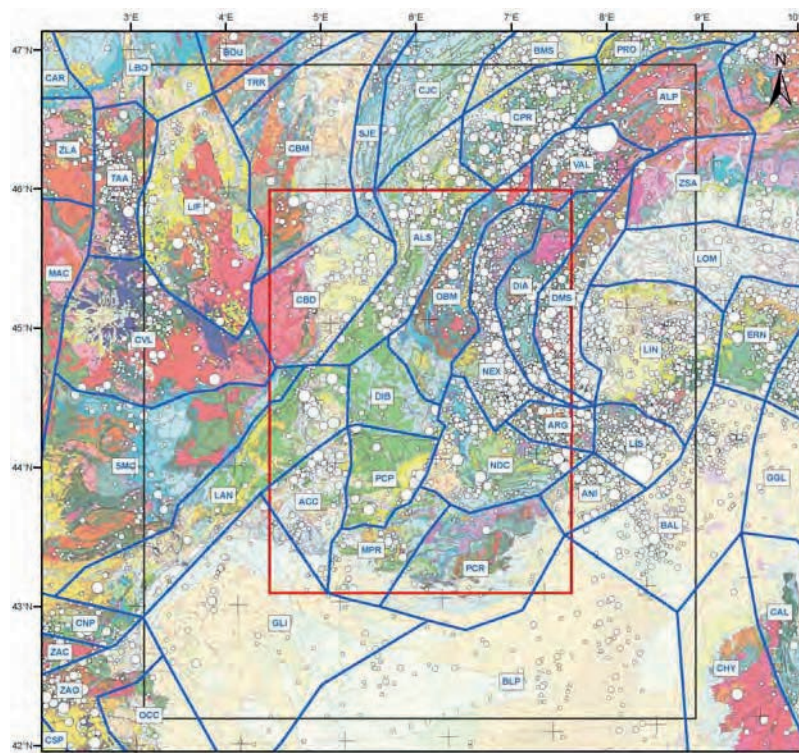 3°E 4°E 5°E 6°E 7°E 8°E 9°E 10
47°N
BOU BMS PRO
LBO
CAR TRR CJC ALP N
CPR
ZLA CBM SJE
TAA VAL
ZSA
46°N
LIF
ALS
MAC LOM
CBD OBM DIA DMS
45°N
CVL LIN ERN
NEX
DIB
ARG
LIS
44°N
SMC PCP NDC
LAN ACC ANI GGL
BAL
MPR
PCR
43°N
CNP GLI CAL
ZAC
CHY
ZAO BLP
OCC
42°N
CSP